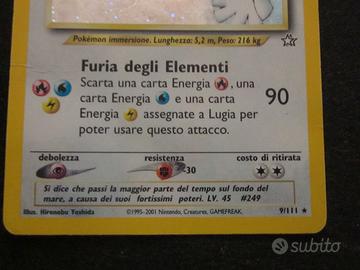 Pokémon immersione. Lunghezza: 5,2 m, Peso: 216 kg
Furia degli Elementi
Scarta una carta Energia , una
carta Energia e una carta
Energia assegnate a Lugia per
poter usare questo attacco.
90
debolezza
resistenza
costo di ritirata
-30
Si dice che passi la maggior parte del tempo sul fondo del
mare, a causa dei suoi fortissimi poteri. LV. 45 #249
Illus. Hironobu Yoshida
©1995-2001 Nintendo, Creatures, GAMEFREAK.
9/111
subito